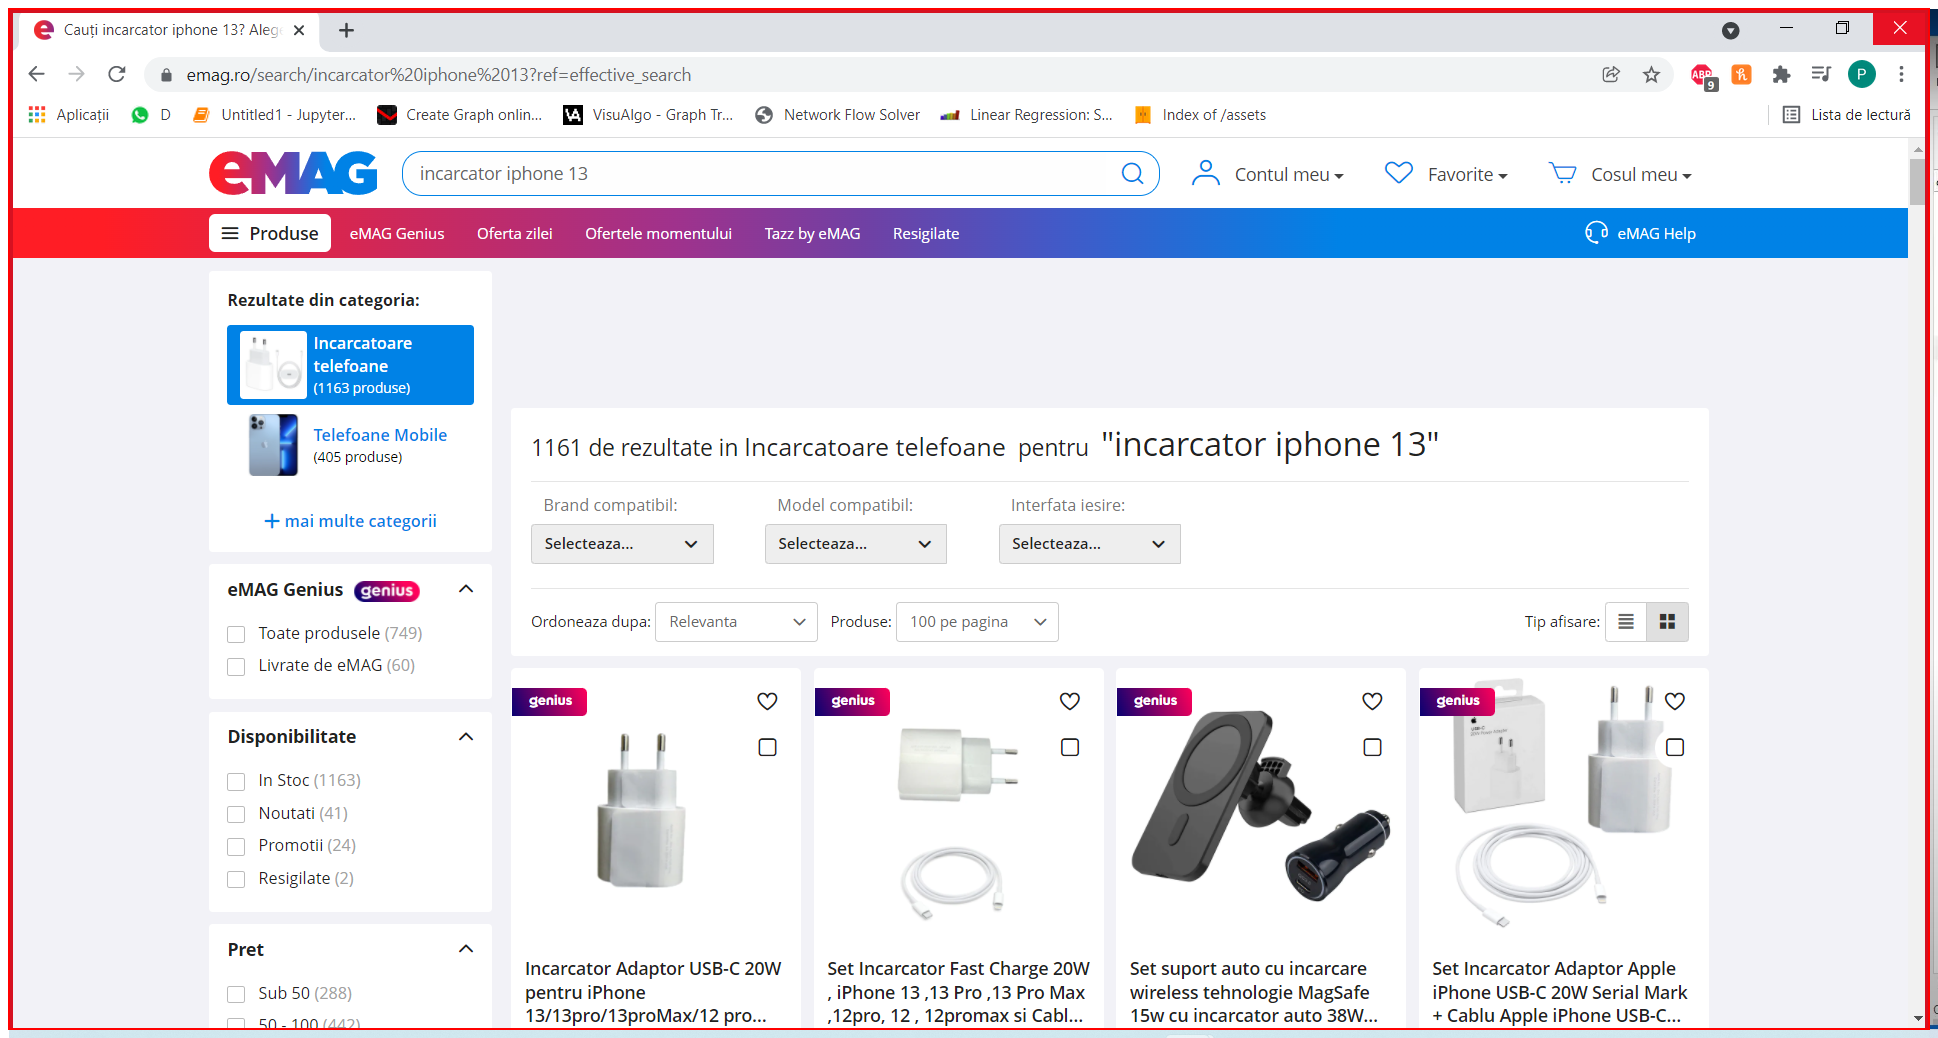 Cauți incarcator iphone 13? Aleg
emag.ro/search/incarcator%20iphone%2013?ref=effective_search
ABP
9
P
Aplicații
D
Untitled1 - Jupyter...
Create Graph onlin...
VisuAlgo - Graph Tr...
Network Flow Solver
Linear Regression: S...
Index of /assets
Lista de lectură
eMAG
incarcator iphone 13
Contul meu
Favorite
Cosul meu
Produse
eMAG Genius
Oferta zilei
Ofertele momentului
Tazz by eMAG
Resigilate
eMAG Help
Rezultate din categoria:
Incarcatoare
telefoane
(1163 produse)
Telefoane Mobile
(405 produse)
+ mai multe categorii
1161 de rezultate in Incarcatoare telefoane pentru "incarcator iphone 13"
Brand compatibil:
Model compatibil:
Interfata iesire:
Selecteaza...
Selecteaza...
Selecteaza...
Ordoneaza dupa:
Relevanta
Produse:
100 pe pagina
Tip afisare:
eMAG Genius genius
Toate produsele (749)
Livrate de eMAG (60)
Disponibilitate
In Stoc (1163)
Noutati (41)
Promotii (24)
Resigilate (2)
Pret
Sub 50 (288)
50 - 100 (442)
genius
Incarcator Adaptor USB-C 20W
pentru iPhone
13/13pro/13proMax/12 pro...
genius
Set Incarcator Fast Charge 20W
, iPhone 13 ,13 Pro ,13 Pro Max
,12pro, 12 , 12promax si Cabl...
genius
Set suport auto cu incarcare
wireless tehnologie MagSafe
15w cu incarcator auto 38W...
genius
Set Incarcator Adaptor Apple
iPhone USB-C 20W Serial Mark
+ Cablu Apple iPhone USB-C...